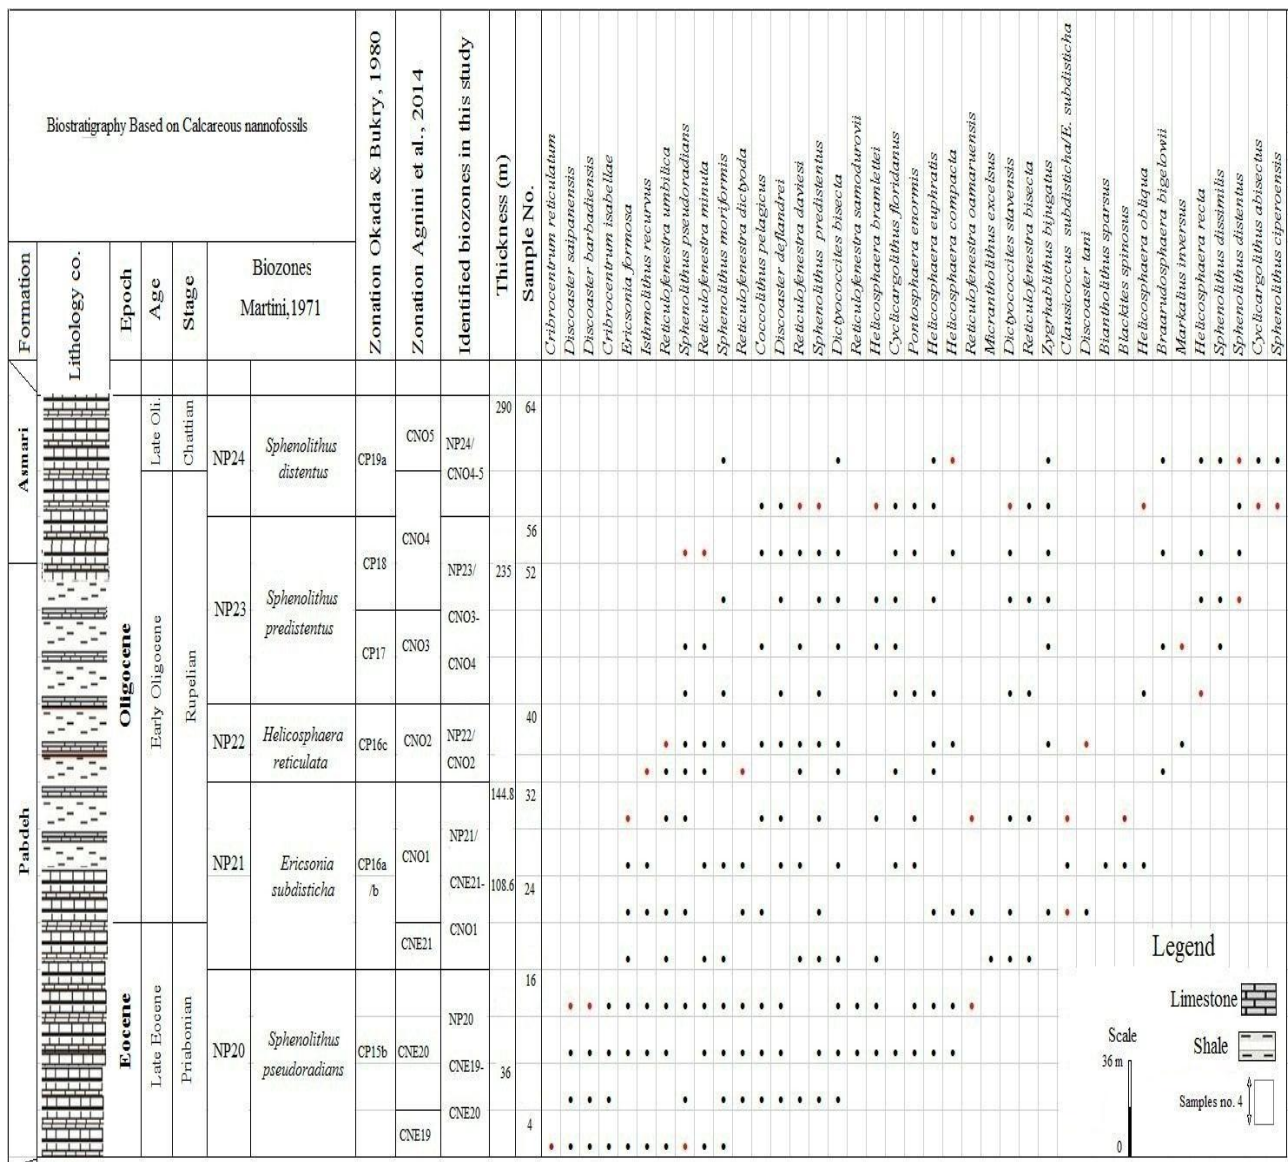 Biostratigraphy Based on Calcareous nannofossils
Formation
Lithology co.
Epoch
Age
Stage
Biozones
Martini,1971
Zonation Okada & Bukry, 1980
Zonation Agnini et al., 2014
Identified biozones in this study
Thickness (m)
Sample No.
Cribrocentrum reticulatum
Discoaster saipanensis
Discoaster barbadiensis
Cribrocentrum isabellae
Ericsonia formosa
Isthmolithus recurvus
Reticulofenestra umbilica
Sphenolithus pseudoradians
Reticulofenestra minuta
Sphenolithus moriformis
Reticulofenestra dictyoda
Coccolithus pelagicus
Discoaster deflandrei
Reticulofenestra daviesi
Sphenolithus predistentus
Dictyococcites bisecta
Reticulofenestra samodurovii
Helicosphaera bramlettei
Cyclicargolithus floridanus
Pontosphaera enormis
Helicosphaera euphratis
Helicosphaera compacta
Reticulofenestra oamaruensis
Micrantholithus excelsus
Dictyococcites stavensis
Reticulofenestra bisecta
Zygrhablithus bijugatus
Clausicoccus subdisticha/E. subdisticha
Discoaster tani
Biantholithus sparsus
Blackites spinosus
Helicosphaera obliqua
Braarudosphaera bigelowii
Markalius inversus
Helicosphaera recta
Sphenolithus dissimilis
Sphenolithus distentus
Cyclicargolithus abisectus
Sphenolithus ciperoensis
Asmari
Pabdeh
Oligocene
Eocene
Late Oli.
Early Oligocene
Late Eocene
Chattian
Rupelian
Priabonian
NP24
Sphenolithus
distentus
CP19a
CNO5
NP24/
CNO4-5
290
64
NP23
Sphenolithus
predistentus
CP18
CP17
CNO4
CNO3
NP23/
CNO3-
CNO4
235
56
52
NP22
Helicosphaera
reticulata
CP16c
CNO2
NP22/
CNO2
40
NP21
Ericsonia
subdisticha
CP16a
/b
CNO1
CNE21
NP21/
CNE21-
CNO1
144.8
108.6
32
24
NP20
Sphenolithus
pseudoradians
CP15b
CNE20
CNE19
NP20
CNE19-
CNE20
36
16
4
Legend
Limestone
Shale
Samples no. 4
Scale
36 m
0